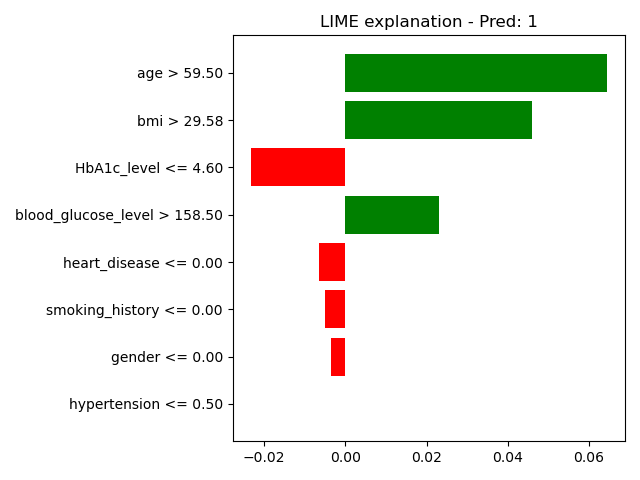 LIME explanation - Pred: 1
age > 59.50
bmi > 29.58
HbA1c_level <= 4.60
blood_glucose_level > 158.50
heart_disease <= 0.00
smoking_history <= 0.00
gender <= 0.00
hypertension <= 0.50
−0.02 0.00 0.02 0.04 0.06